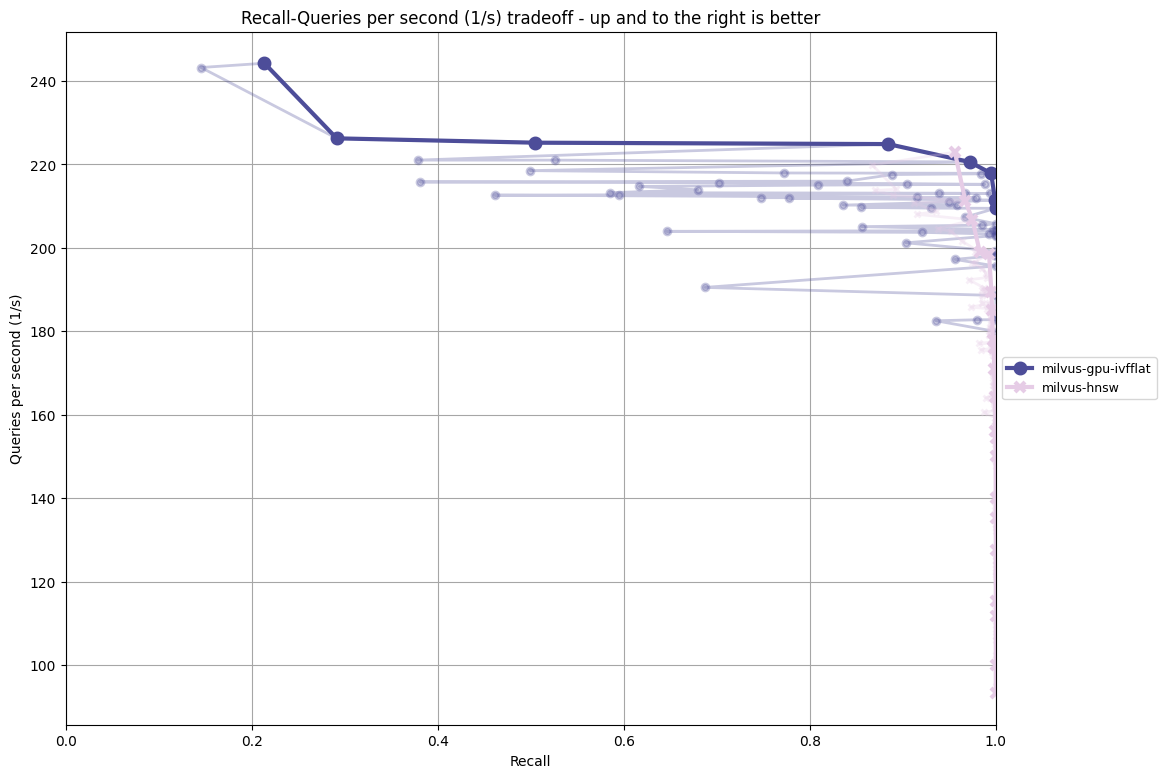 Recall-Queries per second (1/s) tradeoff - up and to the right is better
240
220
200
180
160
140
120
100
Queries per second (1/s)
0.0
0.2
0.4
0.6
0.8
1.0
Recall
milvus-gpu-ivfflat
milvus-hnsw